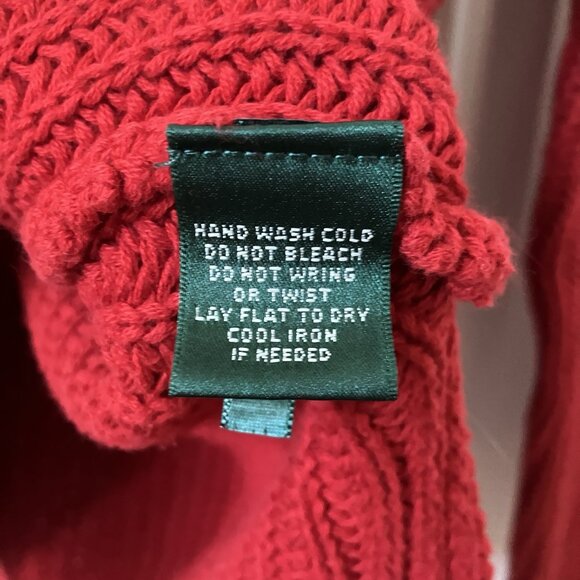 HAND WASH COLD
DO NOT BLEACH
DO NOT WRING
OR TWIST
LAY FLAT TO DRY
COOL IRON
IF NEEDED